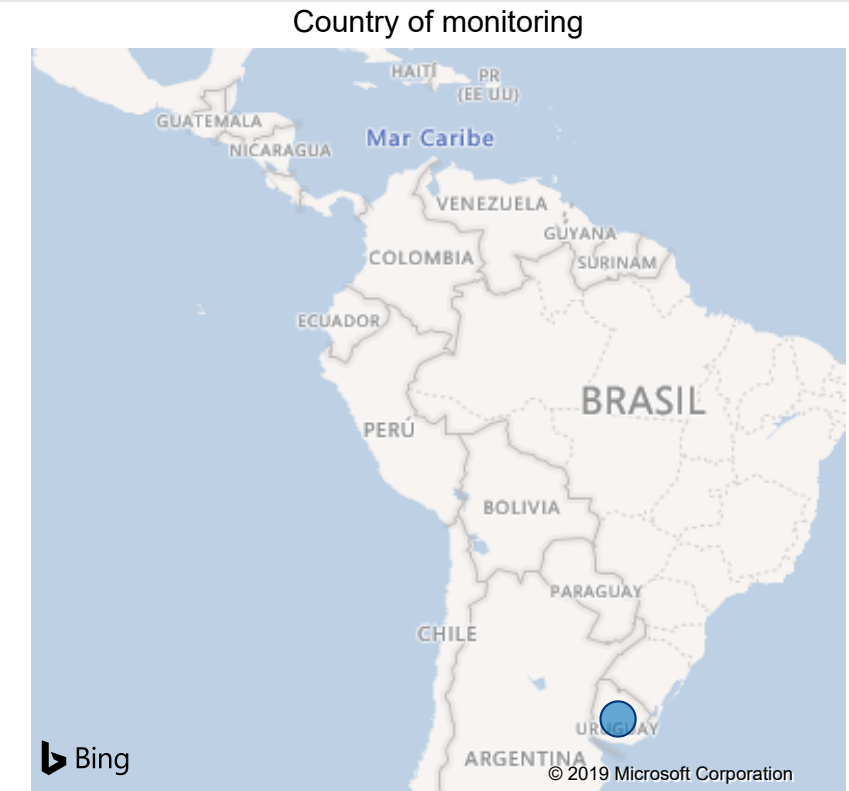 Country of monitoring
HAITÍ
PR
(EE UU)
GUATEMALA
Mar Caribe
NICARAGUA
VENEZUELA
GUYANA
COLOMBIA
SURINAM
ECUADOR
BRASIL
PERÚ
BOLIVIA
PARAGUAY
CHILE
URUGUAY
ARGENTINA
Bing
© 2019 Microsoft Corporation